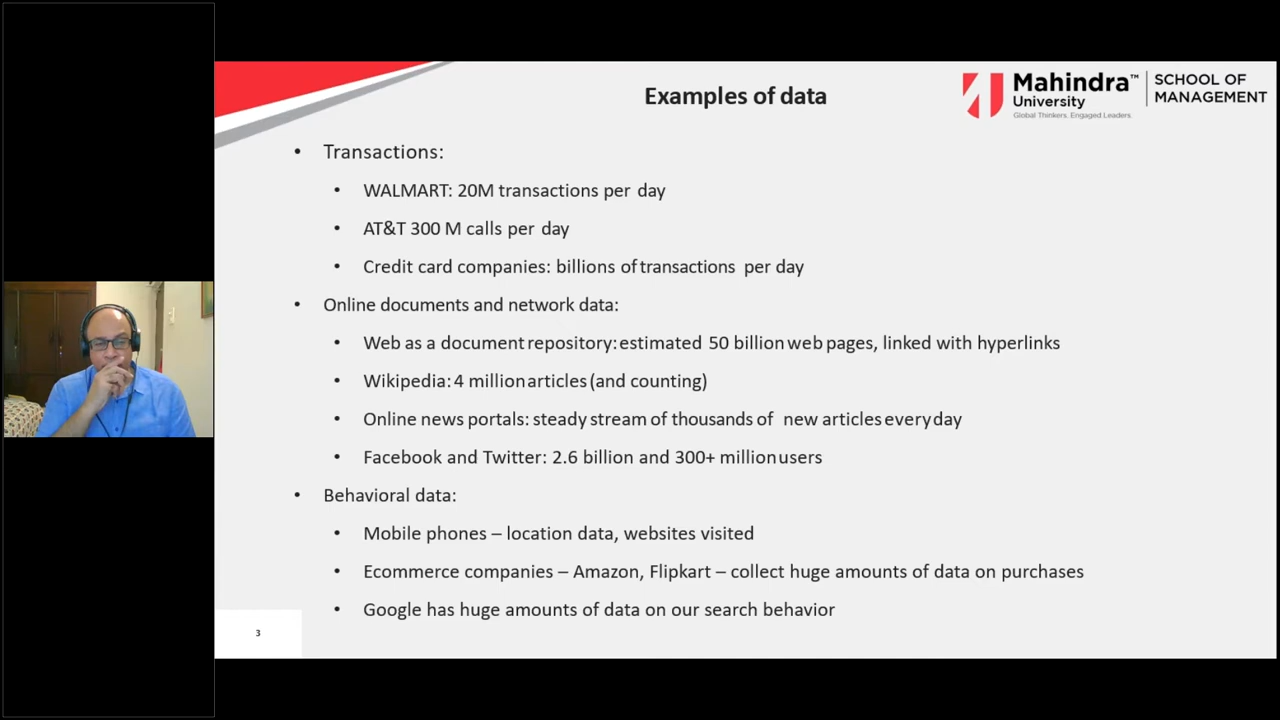 Examples of data
Mahindra™
University
Global Thinkers. Engaged Leaders.
SCHOOL OF
MANAGEMENT
• Transactions:
• WALMART: 20M transactions per day
• AT&T 300 M calls per day
• Credit card companies: billions of transactions per day
• Online documents and network data:
• Web as a document repository: estimated 50 billion web pages, linked with hyperlinks
• Wikipedia: 4 million articles (and counting)
• Online news portals: steady stream of thousands of new articles every day
• Facebook and Twitter: 2.6 billion and 300+ million users
• Behavioral data:
• Mobile phones – location data, websites visited
• Ecommerce companies – Amazon, Flipkart – collect huge amounts of data on purchases
• Google has huge amounts of data on our search behavior
3